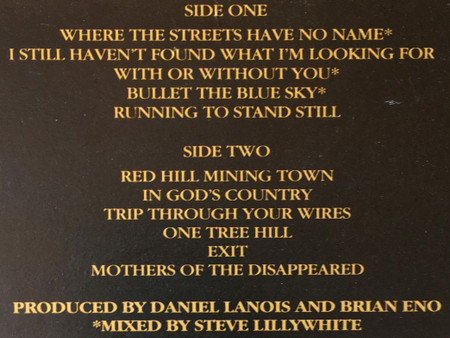 SIDE ONE
WHERE THE STREETS HAVE NO NAME*
I STILL HAVEN'T FOUND WHAT I'M LOOKING FOR
WITH OR WITHOUT YOU*
BULLET THE BLUE SKY*
RUNNING TO STAND STILL
SIDE TWO
RED HILL MINING TOWN
IN GOD'S COUNTRY
TRIP THROUGH YOUR WIRES
ONE TREE HILL
EXIT
MOTHERS OF THE DISAPPEARED
PRODUCED BY DANIEL LANOIS AND BRIAN ENO
*MIXED BY STEVE LILLYWHITE